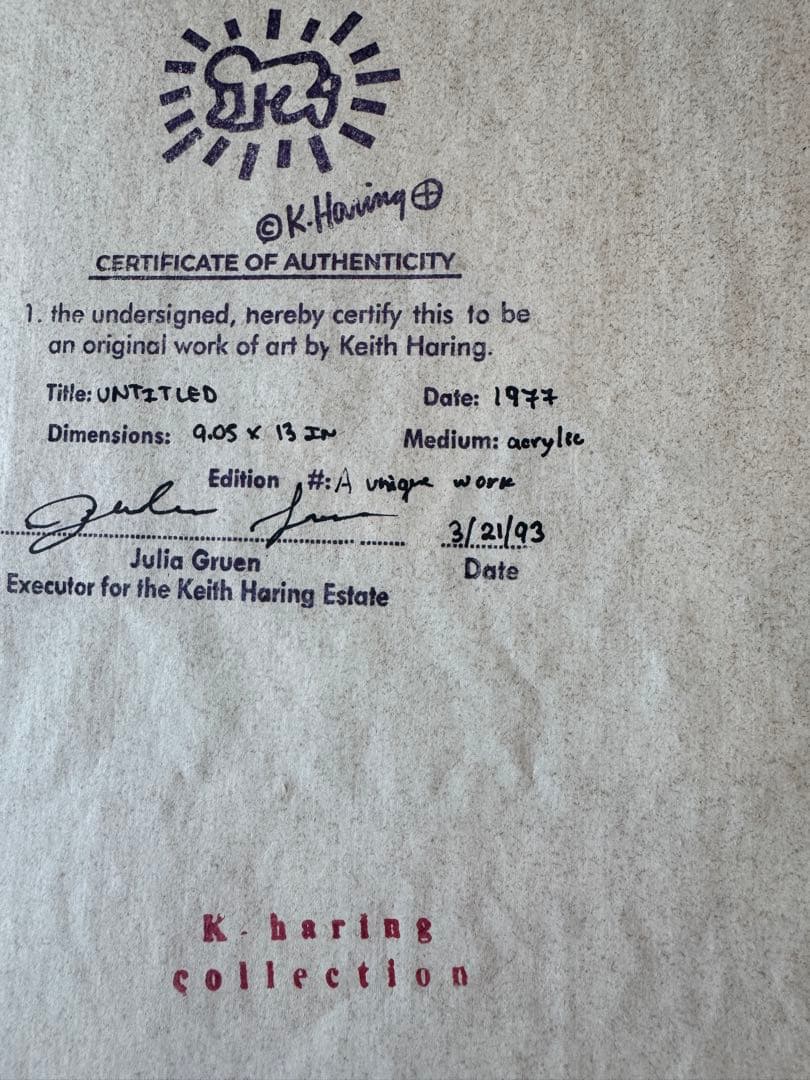 © K. Haring ⊕
CERTIFICATE OF AUTHENTICITY
1. the undersigned, hereby certify this to be
an original work of art by Keith Haring.
Title: UNTITLED Date: 1977
Dimensions: 9.05 x 13 IN Medium: acrylic
Edition #: A unique work
3/21/93
Julia Gruen Date
Executor for the Keith Haring Estate
K. haring
collection